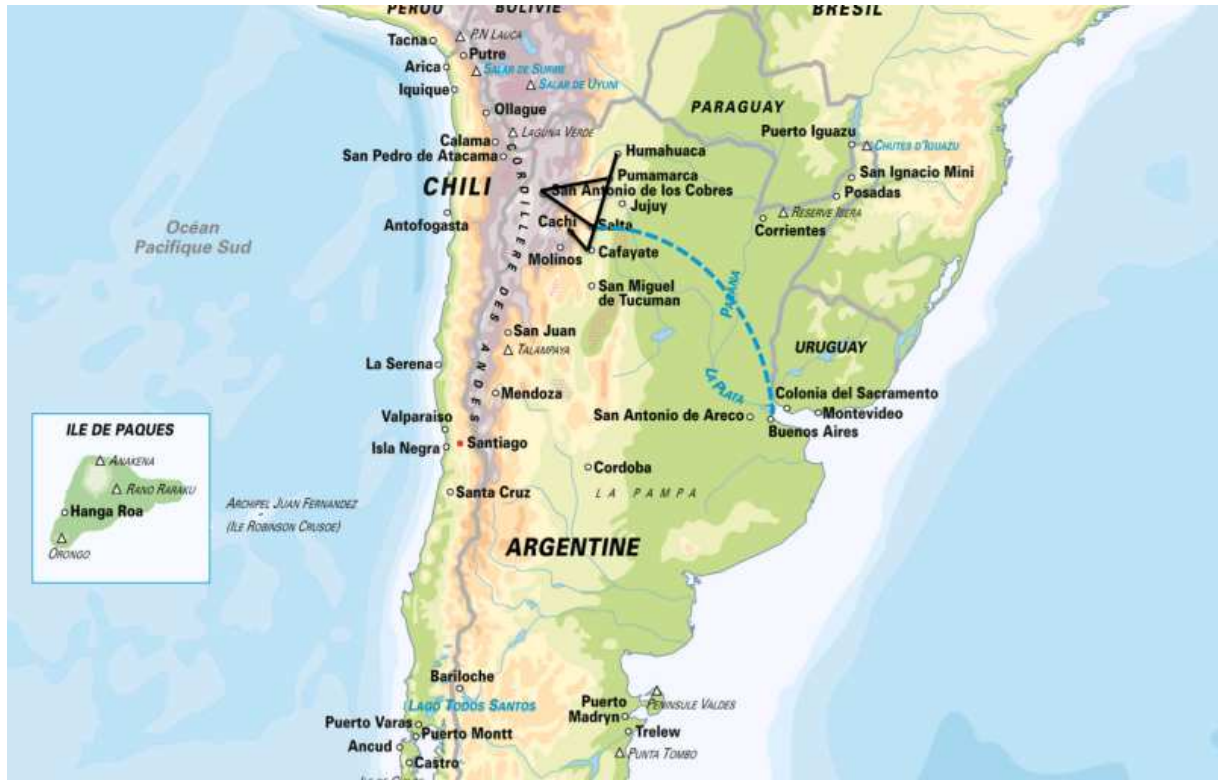 PEROU
BOLIVIE
BRESIL
P.N LAUCA
Tacna
Putre
Arica
SALAR DE SURIRE
Iquique
SALAR DE UYUNI
Ollague
PARAGUAY
Puerto Iguazu
CHUTES D'IGUAZU
LAGUNA VERDE
Calama
San Pedro de Atacama
Humahuaca
Pumamarca
San Ignacio Mini
CHILI
San Antonio de los Cobres
Posadas
Jujuy
RESERVE IBERA
Corrientes
Antofogasta
Cachi
Salta
Océan
Pacifique Sud
Molinos
Cafayate
San Miguel
de Tucuman
PARANA
CORDILLERE DES ANDES
San Juan
TALAMPAYA
URUGUAY
La Serena
LA PLATA
Mendoza
Colonia del Sacramento
San Antonio de Areco
Montevideo
Valparaiso
Buenos Aires
Isla Negra
Santiago
ILE DE PAQUES
ANAKENA
RANO RARAKU
Hanga Roa
ORONGO
Cordoba
LA PAMPA
Santa Cruz
ARCHIPEL JUAN FERNANDEZ
(ILE ROBINSON CRUSOE)
ARGENTINE
Bariloche
LAGO TODOS SANTOS
Puerto
Madryn
PENINSULE VALDES
Puerto Varas
Puerto Montt
Trelew
Ancud
PUNTA TOMBO
Castro